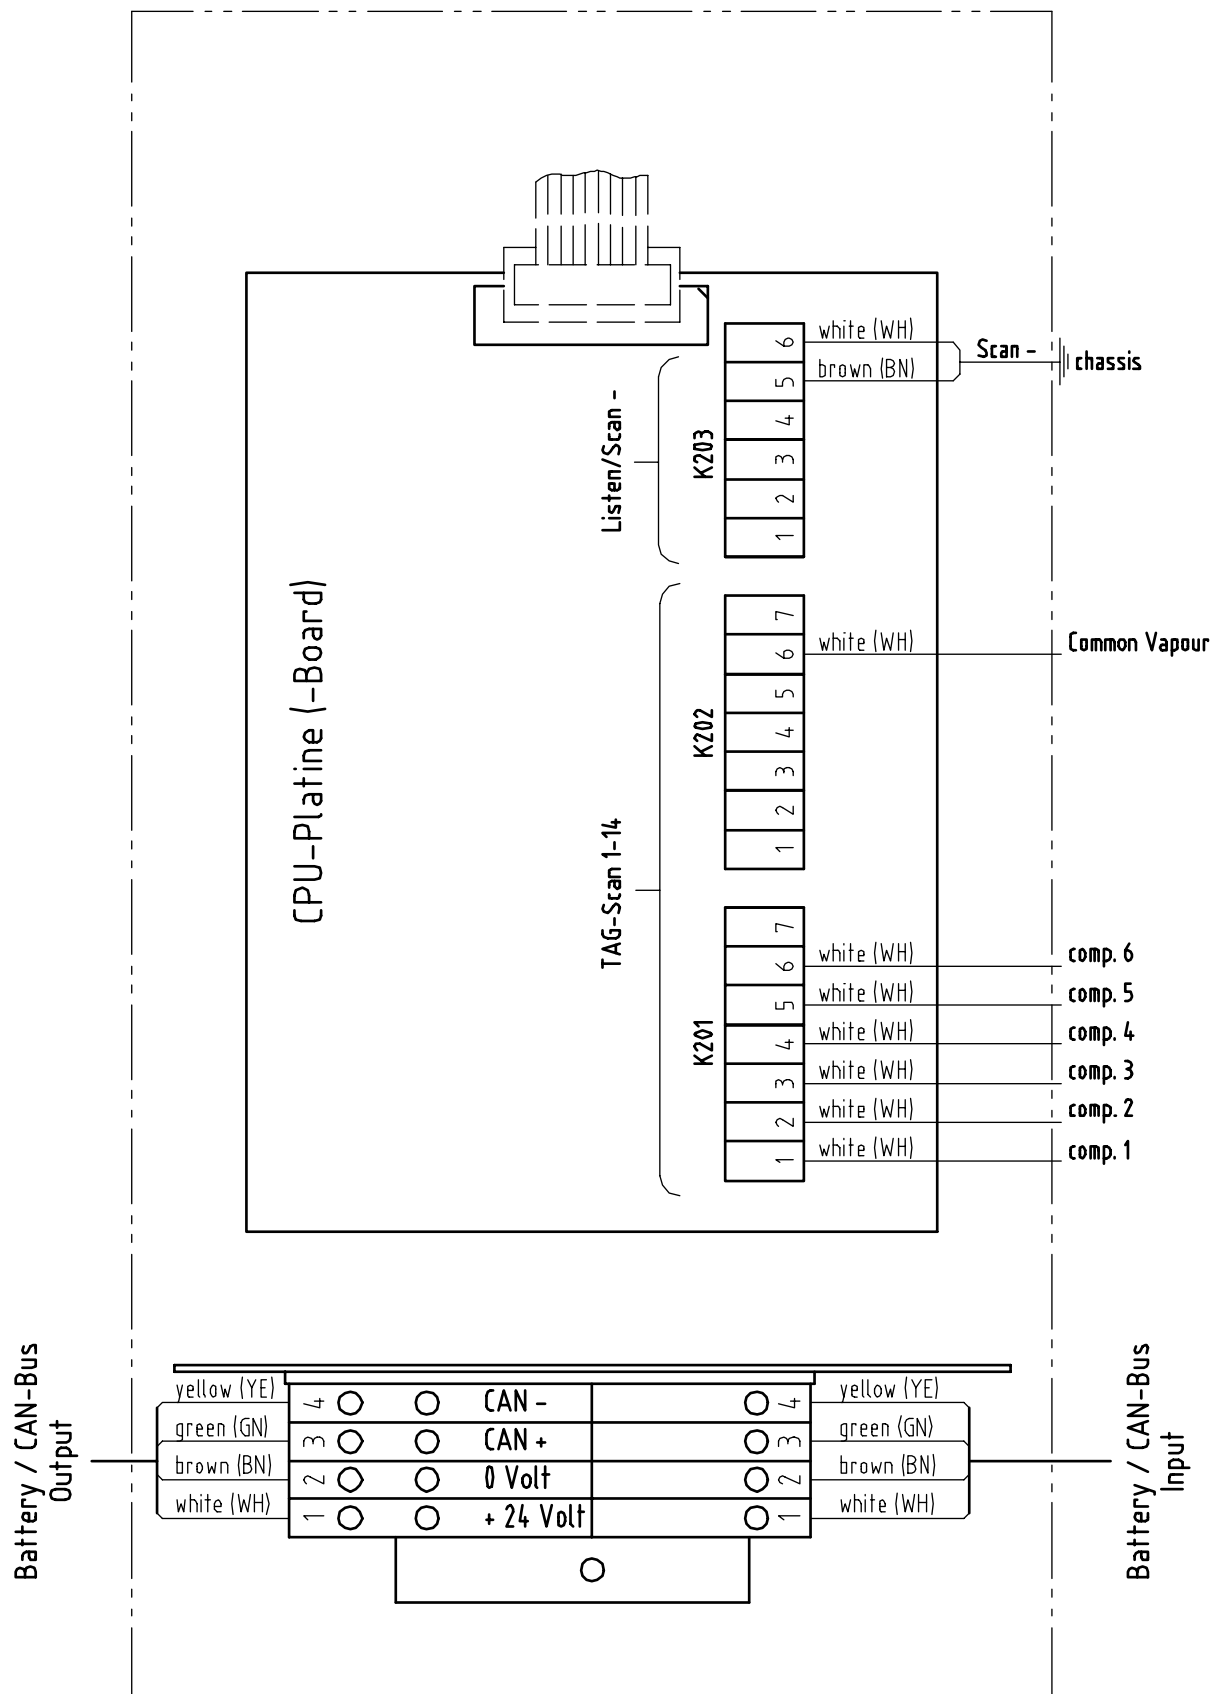 white (WH)
6
Scan -
chassis
brown (BN)
5
Listen/Scan -
K203
4
3
2
1
CPU-Platine (-Board)
7
white (WH)
6
Common Vapour
5
K202
4
3
2
1
TAG-Scan 1-14
7
white (WH)
6
comp. 6
white (WH)
5
comp. 5
K201
white (WH)
4
comp. 4
white (WH)
3
comp. 3
white (WH)
2
comp. 2
white (WH)
1
comp. 1
Battery / CAN-Bus
Output
yellow (YE)
4
CAN -
4
yellow (YE)
green (GN)
3
CAN +
3
green (GN)
brown (BN)
2
0 Volt
2
brown (BN)
white (WH)
1
+ 24 Volt
1
white (WH)
Battery / CAN-Bus
Input